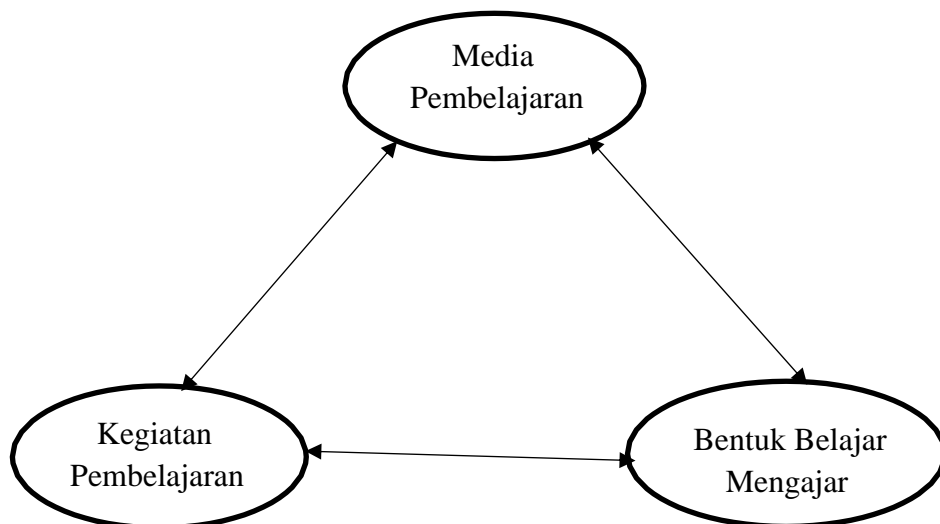 Media
Pembelajaran
Kegiatan
Pembelajaran
Bentuk Belajar
Mengajar